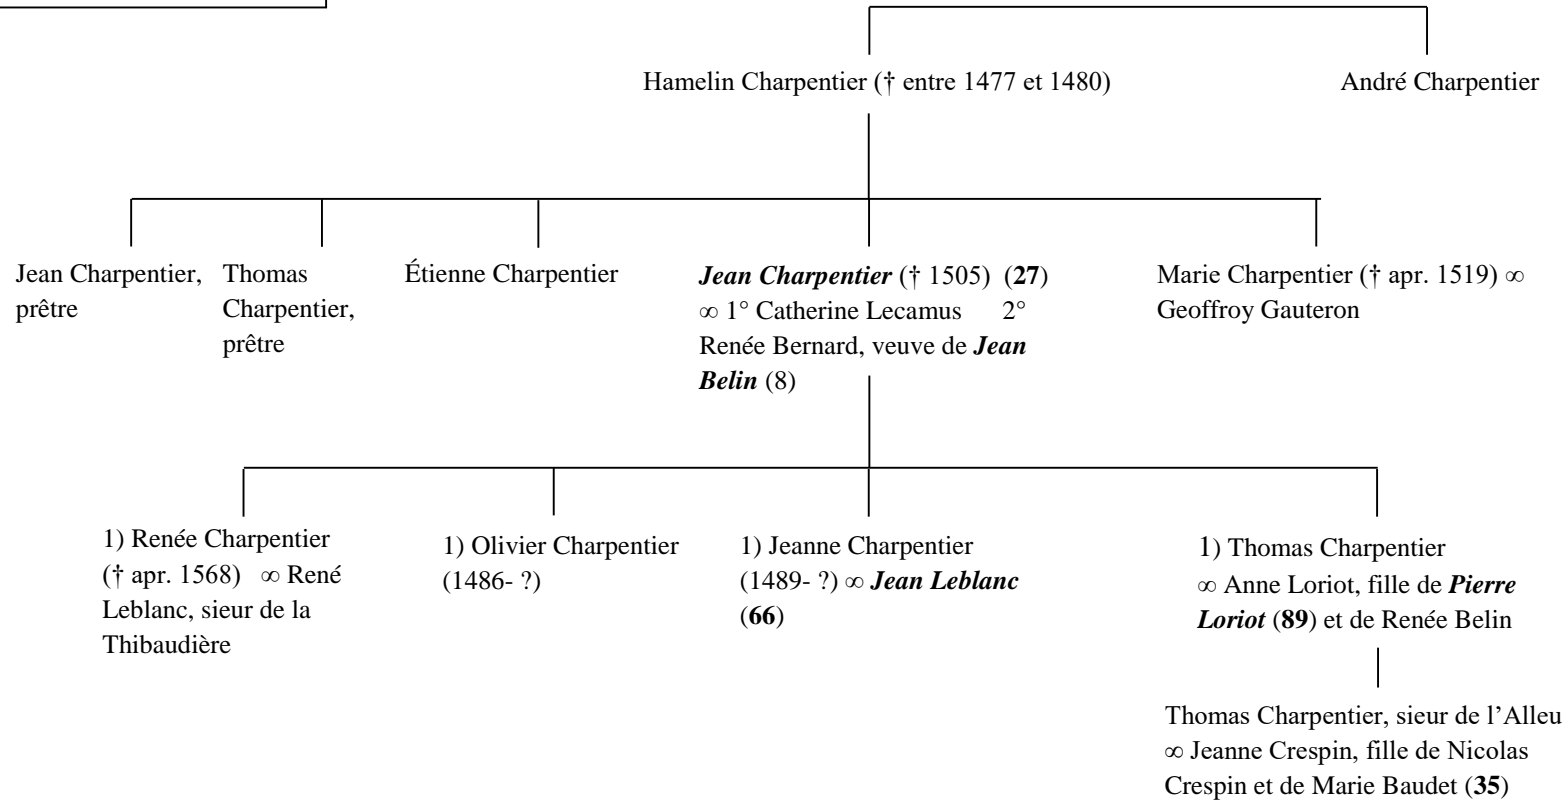 Hamelin Charpentier († entre 1477 et 1480)
André Charpentier
Jean Charpentier,
prêtre
Thomas
Charpentier,
prêtre
Étienne Charpentier
Jean Charpentier († 1505) (27)
∞ 1° Catherine Lecamus 2°
Renée Bernard, veuve de Jean
Belin (8)
Marie Charpentier († apr. 1519) ∞
Geoffroy Gauteron
1) Renée Charpentier
(† apr. 1568) ∞ René
Leblanc, sieur de la
Thibaudière
1) Olivier Charpentier
(1486- ?)
1) Jeanne Charpentier
(1489- ?) ∞ Jean Leblanc
(66)
1) Thomas Charpentier
∞ Anne Loriot, fille de Pierre
Loriot (89) et de Renée Belin
Thomas Charpentier, sieur de l’Alleu
∞ Jeanne Crespin, fille de Nicolas
Crespin et de Marie Baudet (35)